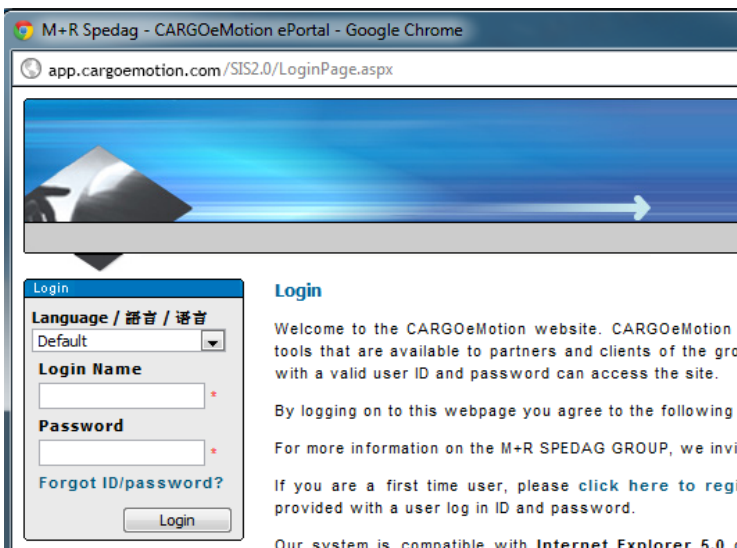 M+R Spedag - CARGOeMotion ePortal - Google Chrome
app.cargoemotion.com/SIS2.0/LoginPage.aspx
Login
Language / 語言 / 语言
Default
Login Name
*
Password
*
Forgot ID/password?
Login
Login
Welcome to the CARGOeMotion website. CARGOeMotion
tools that are available to partners and clients of the
with a valid user ID and password can access the site.
By logging on to this webpage you agree to the following
For more information on the M+R SPEDAG GROUP, we
If you are a first time user, please click here to
provided with a user log in ID and password.
Our system is compatible with Internet Explorer 5.0